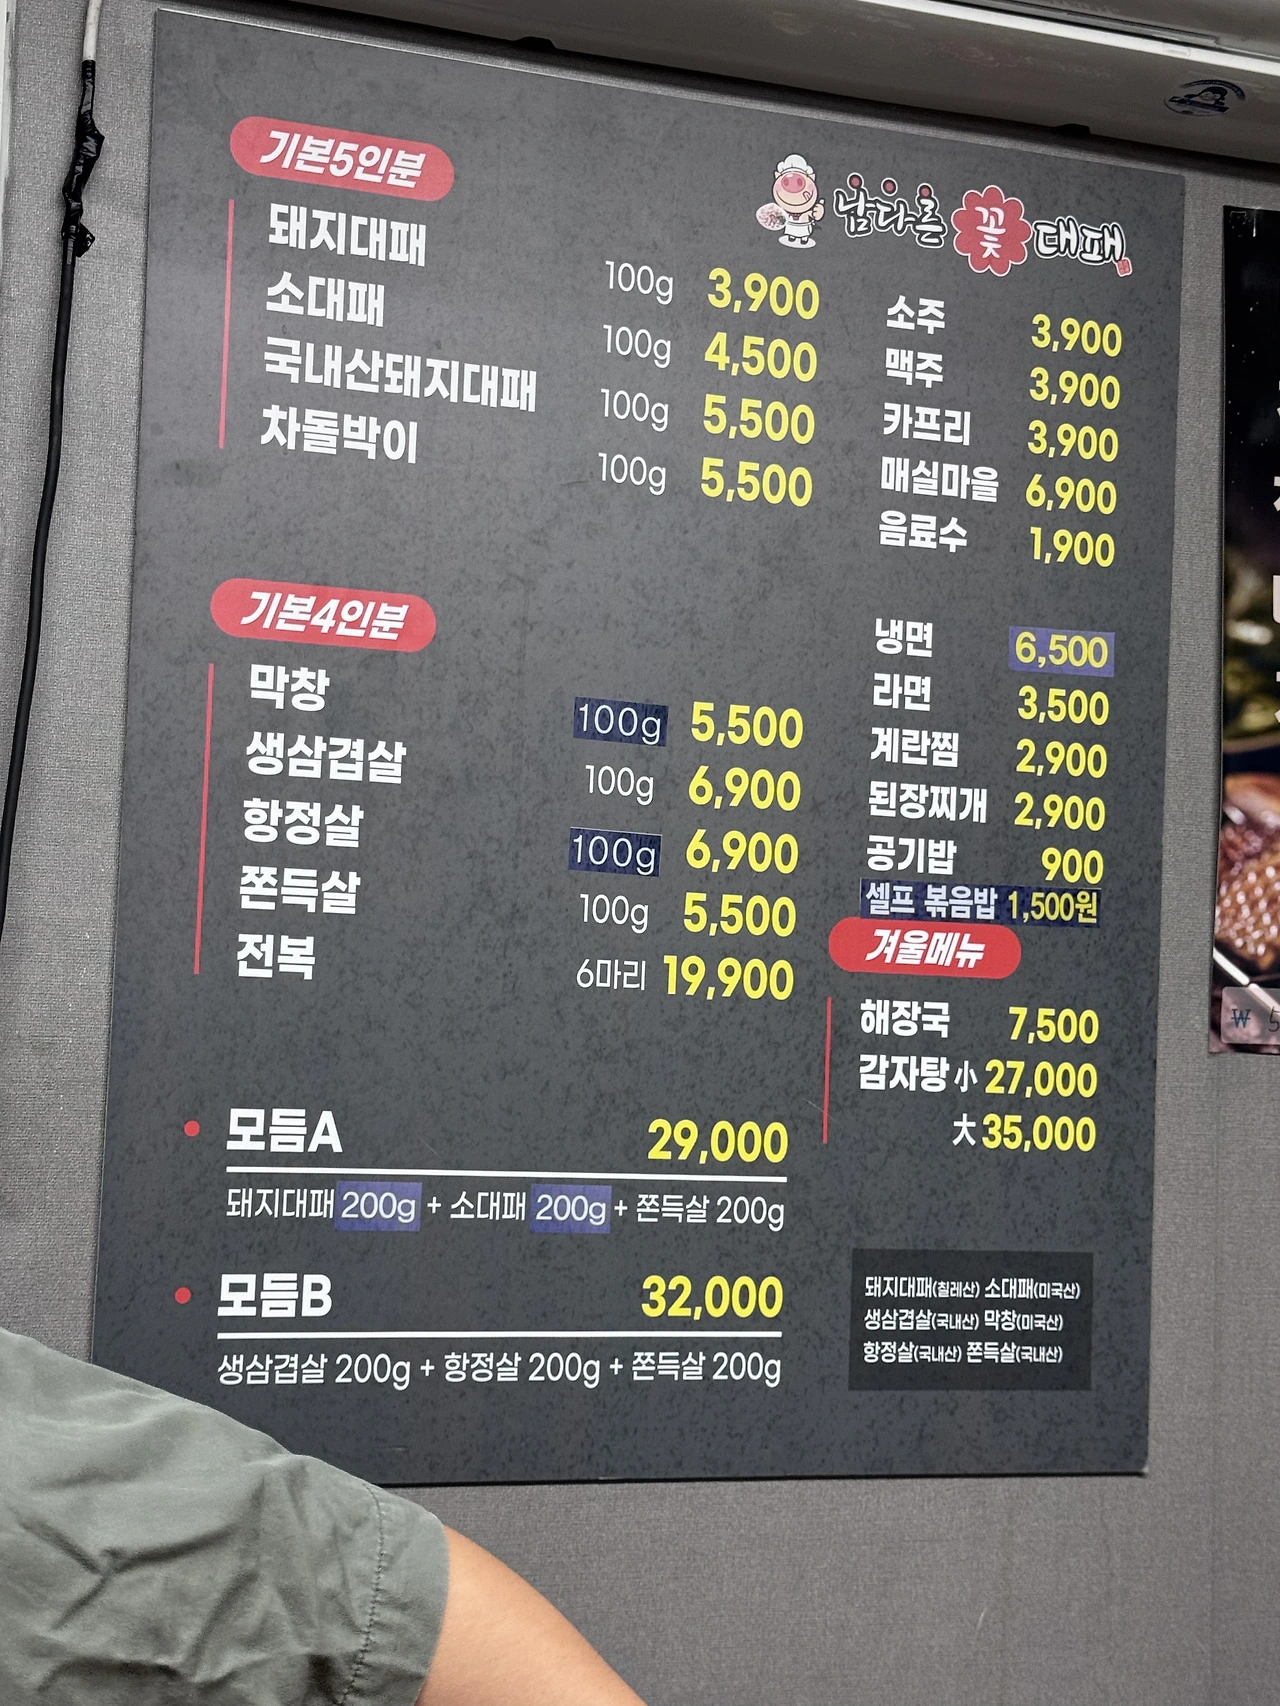 기본5인분
돼지대패 100g 3,900
소대패 100g 4,500
국내산돼지대패 100g 5,500
차돌박이 100g 5,500
기본4인분
막창 100g 5,500
생삼겹살 100g 6,900
항정살 100g 6,900
쫀득살 100g 5,500
전복 6마리 19,900
모듬A 29,000
돼지대패 200g + 소대패 200g + 쫀득살 200g
모듬B 32,000
생삼겹살 200g + 항정살 200g + 쫀득살 200g
남다른 꽃 대패
소주 3,900
맥주 3,900
카프리 3,900
매실마을 6,900
음료수 1,900
냉면 6,500
라면 3,500
계란찜 2,900
된장찌개 2,900
공기밥 900
셀프 볶음밥 1,500원
겨울메뉴
해장국 7,500
감자탕 小 27,000
大 35,000
돼지대패(칠레산) 소대패(미국산)
생삼겹살(국내산) 막창(미국산)
항정살(국내산) 쫀득살(국내산)